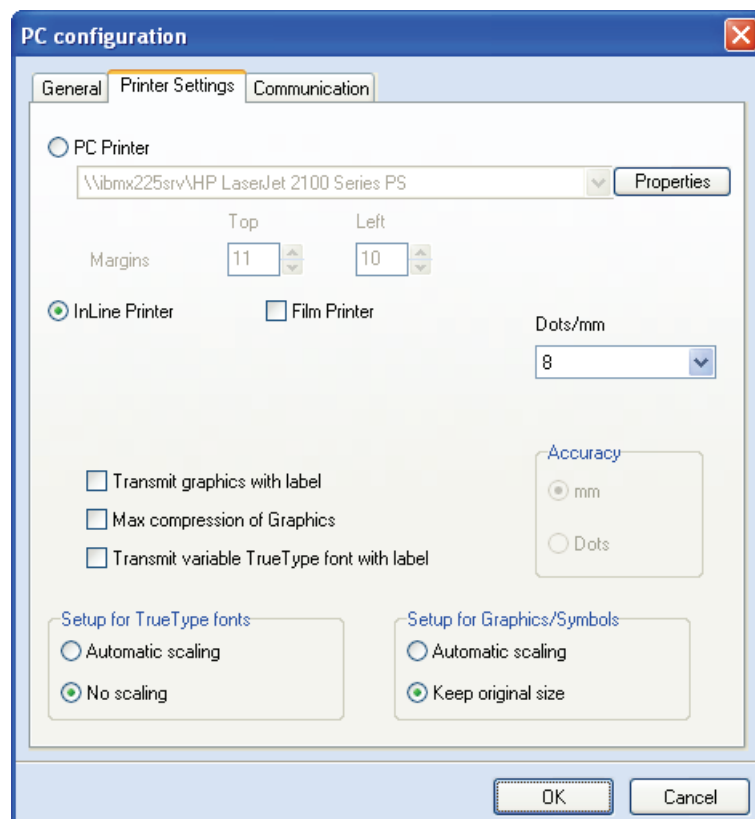 PC configuration
General Printer Settings Communication
PC Printer
\\ibmx225srv\HP LaserJet 2100 Series PS Properties
Top Left
Margins 11 10
InLine Printer Film Printer
Dots/mm
8
Accuracy
Transmit graphics with label
mm
Max compression of Graphics
Dots
Transmit variable TrueType font with label
Setup for TrueType fonts Setup for Graphics/Symbols
Automatic scaling Automatic scaling
No scaling Keep original size
OK Cancel